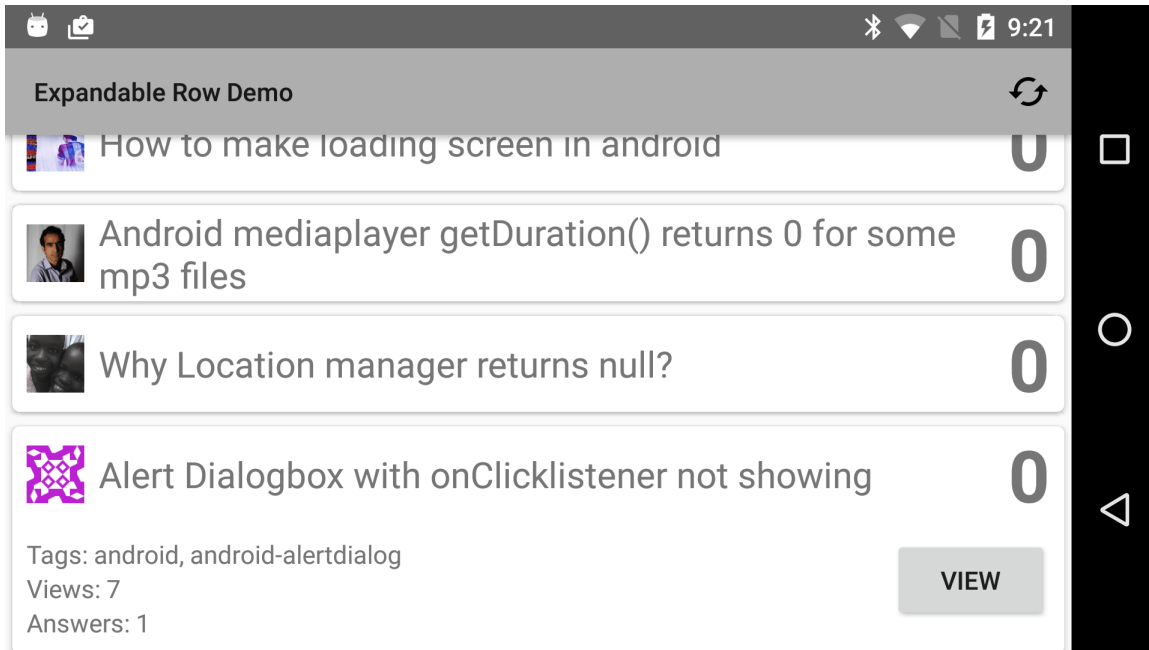 9:21
Expandable Row Demo
How to make loading screen in android
0
Android mediaplayer getDuration() returns 0 for some
mp3 files
0
Why Location manager returns null?
0
Alert Dialogbox with onClicklistener not showing
0
Tags: android, android-alertdialog
Views: 7
Answers: 1
VIEW